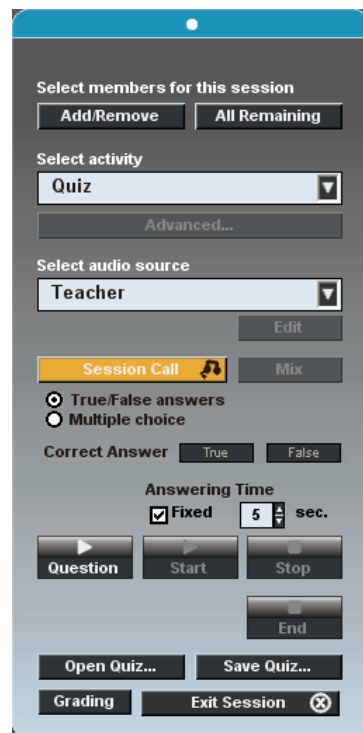 Select members for this session
Add/Remove All Remaining
Select activity
Quiz
Advanced...
Select audio source
Teacher
Edit
Session Call Mix
True/False answers
Multiple choice
Correct Answer True False
Answering Time
Fixed 5 sec.
Question Start Stop
End
Open Quiz... Save Quiz...
Grading Exit Session